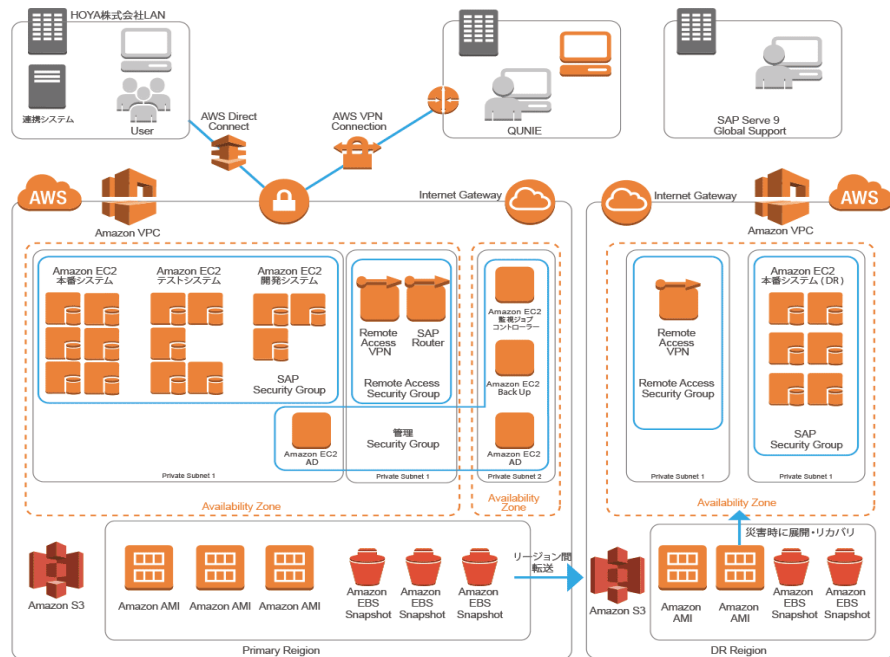 HOYA株式会社LAN
連携システム
User
AWS Direct
Connect
AWS VPN
Connection
QUNIE
SAP Serve 9
Global Support
AWS
Amazon VPC
Internet Gateway
Internet Gateway
Amazon VPC
AWS
Amazon EC2
本番システム
Amazon EC2
テストシステム
Amazon EC2
開発システム
SAP
Security Group
Remote
Access
VPN
SAP
Router
Remote Access
Security Group
Amazon EC2
監視ジョブ
コントローラー
Amazon EC2
Back Up
Amazon EC2
AD
管理
Security Group
Amazon EC2
AD
Private Subnet 1
Private Subnet 1
Private Subnet 2
Availability Zone
Availability Zone
Remote
Access
VPN
Remote Access
Security Group
Amazon EC2
本番システム(DR)
SAP
Security Group
Private Subnet 1
Private Subnet 1
Availability Zone
Amazon S3
Amazon AMI
Amazon AMI
Amazon AMI
Amazon
EBS
Snapshot
Amazon
EBS
Snapshot
Amazon
EBS
Snapshot
Primary Reigion
リージョン間
転送
Amazon S3
災害時に展開・リカバリ
Amazon
AMI
Amazon
AMI
Amazon
EBS
Snapshot
Amazon
EBS
Snapshot
DR Reigion